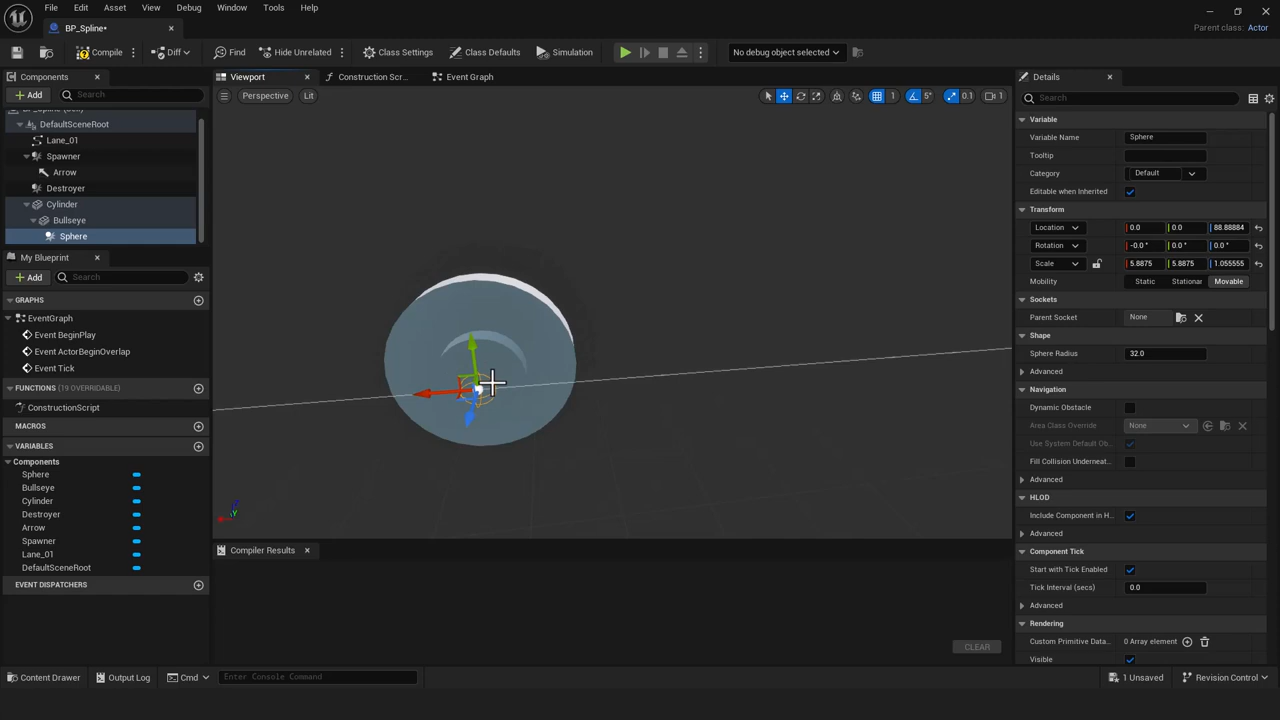 File Edit Asset View Debug Window Tools Help
BP_Spline•
Parent class: Actor
Compile Diff Find Hide Unrelated Class Settings Class Defaults Simulation No debug object selected
Components
Viewport Construction Scr... Event Graph
Details
Add Search
Perspective Lit
1 5° 0.1 1
Search
DefaultSceneRoot
Lane_01
Spawner
Arrow
Destroyer
Cylinder
Bullseye
Sphere
My Blueprint
Add Search
GRAPHS
EventGraph
Event BeginPlay
Event ActorBeginOverlap
Event Tick
FUNCTIONS (19 OVERRIDABLE)
ConstructionScript
MACROS
VARIABLES
Components
Sphere
Bullseye
Cylinder
Destroyer
Arrow
Spawner
Lane_01
DefaultSceneRoot
EVENT DISPATCHERS
Compiler Results
CLEAR
Variable
Variable Name Sphere
Tooltip
Category Default
Editable when Inherited
Transform
Location 0.0 0.0 88.88884
Rotation -0.0 ° 0.0 ° 0.0 °
Scale 5.8875 5.8875 1.055555
Mobility Static Stationar Movable
Sockets
Parent Socket None
Shape
Sphere Radius 32.0
Advanced
Navigation
Dynamic Obstacle
Area Class Override None
Use System Default Ob...
Fill Collision Underneat...
Advanced
HLOD
Include Component in H...
Advanced
Component Tick
Start with Tick Enabled
Tick Interval (secs) 0.0
Advanced
Rendering
Custom Primitive Data... 0 Array element
Visible
Content Drawer Output Log Cmd Enter Console Command 1 Unsaved Revision Control